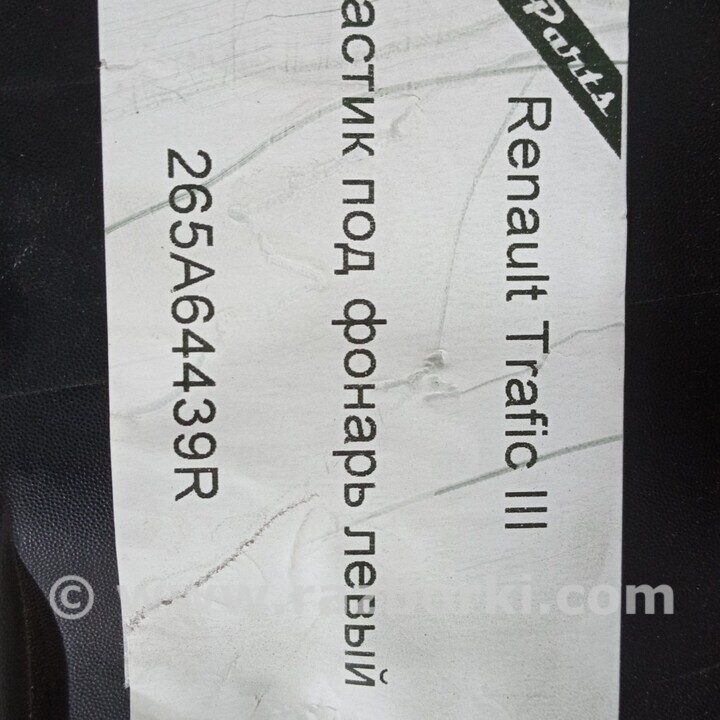 Parts
Renault Trafic III
астик под фонарь левый
265A64439R